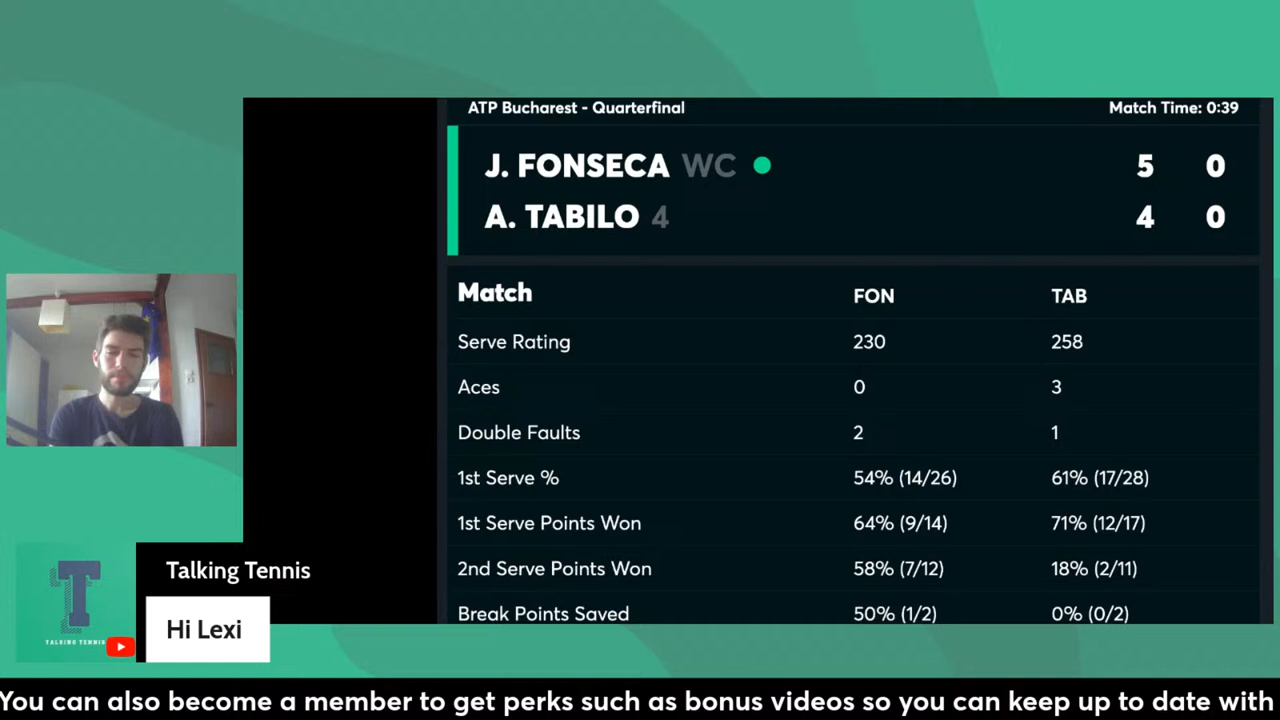 ATP Bucharest - Quarterfinal Match Time: 0:39
J. FONSECA WC 5 0
A. TABILO 4 4 0
Match FON TAB
Serve Rating 230 258
Aces 0 3
Double Faults 2 1
1st Serve % 54% (14/26) 61% (17/28)
1st Serve Points Won 64% (9/14) 71% (12/17)
2nd Serve Points Won 58% (7/12) 18% (2/11)
Break Points Saved 50% (1/2) 0% (0/2)
T
TALKING TENNIS
Talking Tennis
Hi Lexi
You can also become a member to get perks such as bonus videos so you can keep up to date with